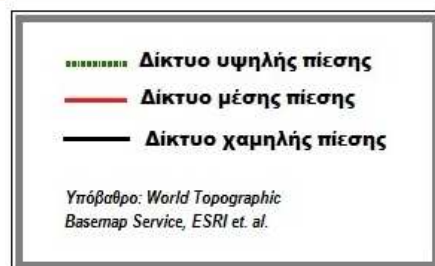 Δίκτυο υψηλής πίεσης
Δίκτυο μέσης πίεσης
Δίκτυο χαμηλής πίεσης
Υπόβαθρο: World Topographic
Basemap Service, ESRI et. al.